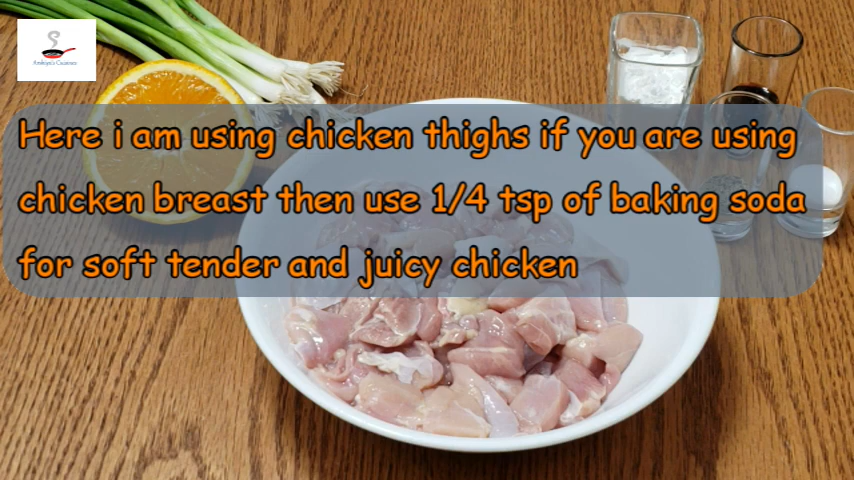 Here i am using chicken thighs if you are using
chicken breast then use 1/4 tsp of baking soda
for soft tender and juicy chicken